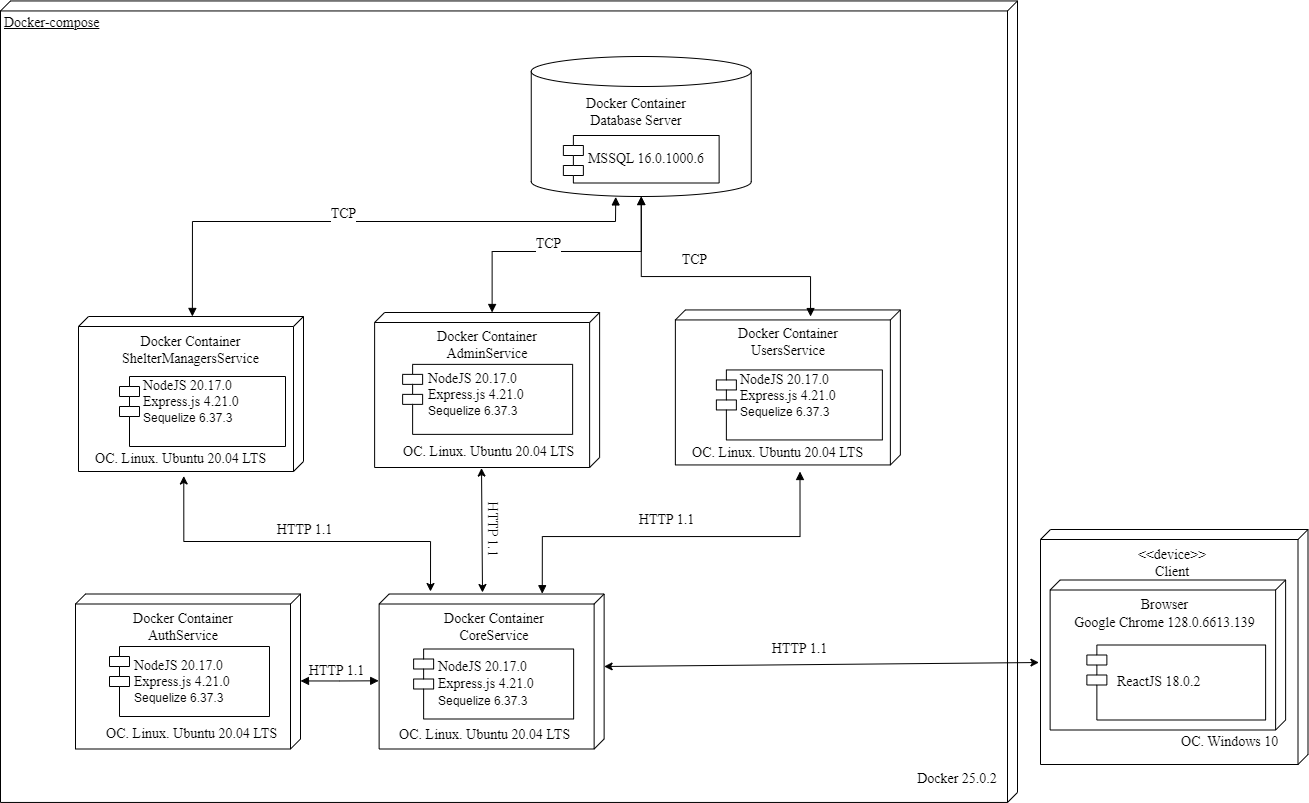 Docker-compose
Docker Container
Database Server
MSSQL 16.0.1000.6
TCP
TCP
TCP
Docker Container
ShelterManagersService
NodeJS 20.17.0
Express.js 4.21.0
Sequelize 6.37.3
OC. Linux. Ubuntu 20.04 LTS
Docker Container
AdminService
NodeJS 20.17.0
Express.js 4.21.0
Sequelize 6.37.3
OC. Linux. Ubuntu 20.04 LTS
Docker Container
UsersService
NodeJS 20.17.0
Express.js 4.21.0
Sequelize 6.37.3
OC. Linux. Ubuntu 20.04 LTS
HTTP 1.1
HTTP 1.1
HTTP 1.1
Docker Container
AuthService
NodeJS 20.17.0
Express.js 4.21.0
Sequelize 6.37.3
OC. Linux. Ubuntu 20.04 LTS
HTTP 1.1
Docker Container
CoreService
NodeJS 20.17.0
Express.js 4.21.0
Sequelize 6.37.3
OC. Linux. Ubuntu 20.04 LTS
HTTP 1.1
<<device>>
Client
Browser
Google Chrome 128.0.6613.139
ReactJS 18.0.2
OC. Windows 10
Docker 25.0.2